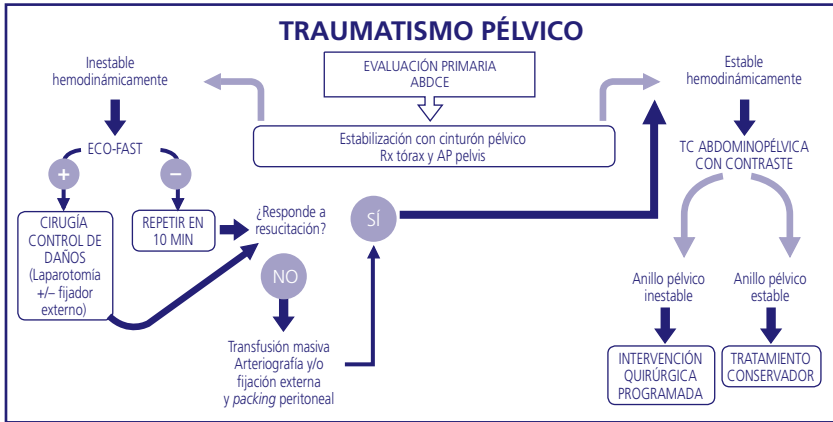 TRAUMATISMO PÉLVICO
EVALUACIÓN PRIMARIA
ABDCE
Estabilización con cinturón pélvico
Rx tórax y AP pelvis
Inestable
hemodinámicamente
ECO-FAST
+
−
CIRUGÍA
CONTROL DE
DAÑOS
(Laparotomía
+/− fijador
externo)
REPETIR EN
10 MIN
¿Responde a
resucitación?
SÍ
NO
Transfusión masiva
Arteriografía y/o
fijación externa
y packing peritoneal
Estable
hemodinámicamente
TC ABDOMINOPÉLVICA
CON CONTRASTE
Anillo pélvico
inestable
Anillo pélvico
estable
INTERVENCIÓN
QUIRÚRGICA
PROGRAMADA
TRATAMIENTO
CONSERVADOR